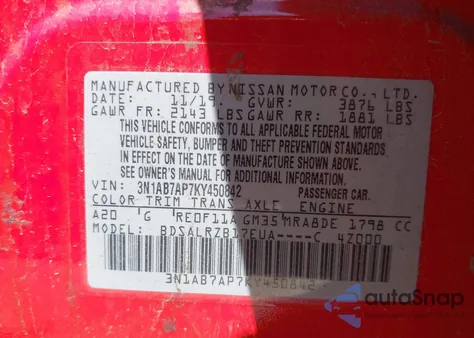 MANUFACTURED BY NISSAN MOTOR CO., LTD.
DATE: 11/19. GVWR: 3876 LBS
GAWR FR: 2143 LBS GAWR RR: 1881 LBS
THIS VEHICLE CONFORMS TO ALL APPLICABLE FEDERAL MOTOR
VEHICLE SAFETY, BUMPER AND THEFT PREVENTION STANDARDS
IN EFFECT ON THE DATE OF MANUFACTURE SHOWN ABOVE.
SEE OWNER'S MANUAL FOR ADDITIONAL INFORMATION.
VIN: 3N1AB7AP7KY450842 PASSENGER CAR.
COLOR TRIM TRANS AXLE ENGINE
A20 G RE0F11A GM35 MRA8DE 1798 CC
MODEL: BDSALRZB17EUA----C 42000
3N1AB7AP7KY450842
autoSnap